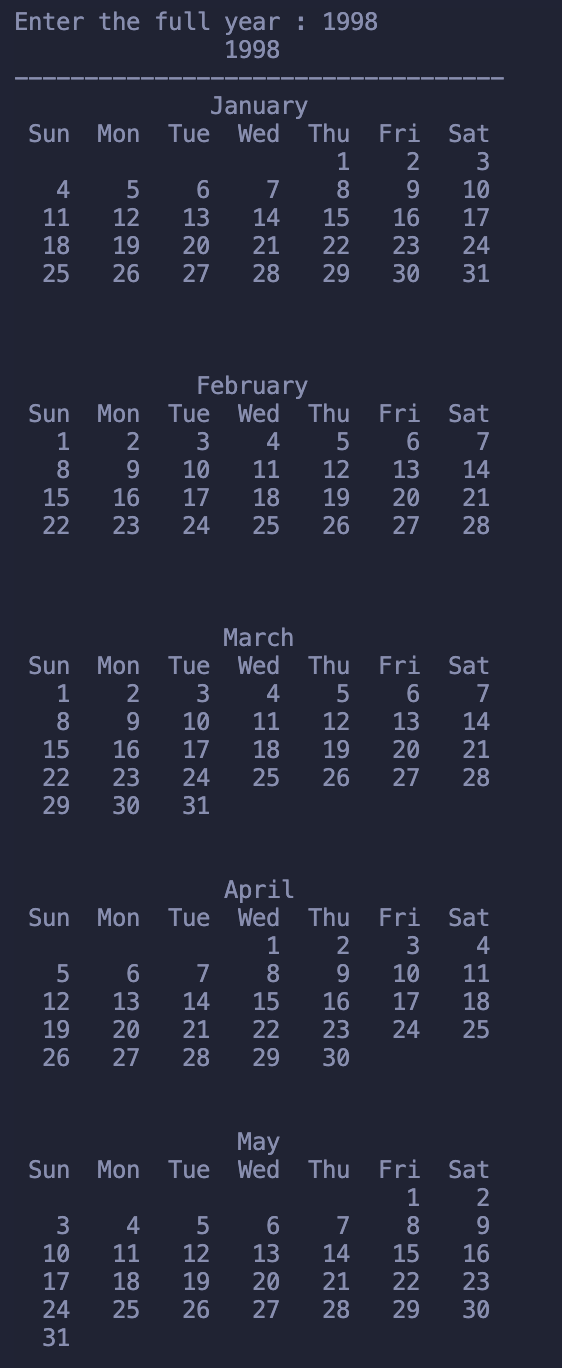 Enter the full year : 1998
               1998
-----------------------------------
              January
 Sun  Mon  Tue  Wed  Thu  Fri  Sat
                       1    2    3
   4    5    6    7    8    9   10
  11   12   13   14   15   16   17
  18   19   20   21   22   23   24
  25   26   27   28   29   30   31

             February
 Sun  Mon  Tue  Wed  Thu  Fri  Sat
   1    2    3    4    5    6    7
   8    9   10   11   12   13   14
  15   16   17   18   19   20   21
  22   23   24   25   26   27   28

               March
 Sun  Mon  Tue  Wed  Thu  Fri  Sat
   1    2    3    4    5    6    7
   8    9   10   11   12   13   14
  15   16   17   18   19   20   21
  22   23   24   25   26   27   28
  29   30   31

               April
 Sun  Mon  Tue  Wed  Thu  Fri  Sat
                  1    2    3    4
   5    6    7    8    9   10   11
  12   13   14   15   16   17   18
  19   20   21   22   23   24   25
  26   27   28   29   30

                May
 Sun  Mon  Tue  Wed  Thu  Fri  Sat
                            1    2
   3    4    5    6    7    8    9
  10   11   12   13   14   15   16
  17   18   19   20   21   22   23
  24   25   26   27   28   29   30
  31